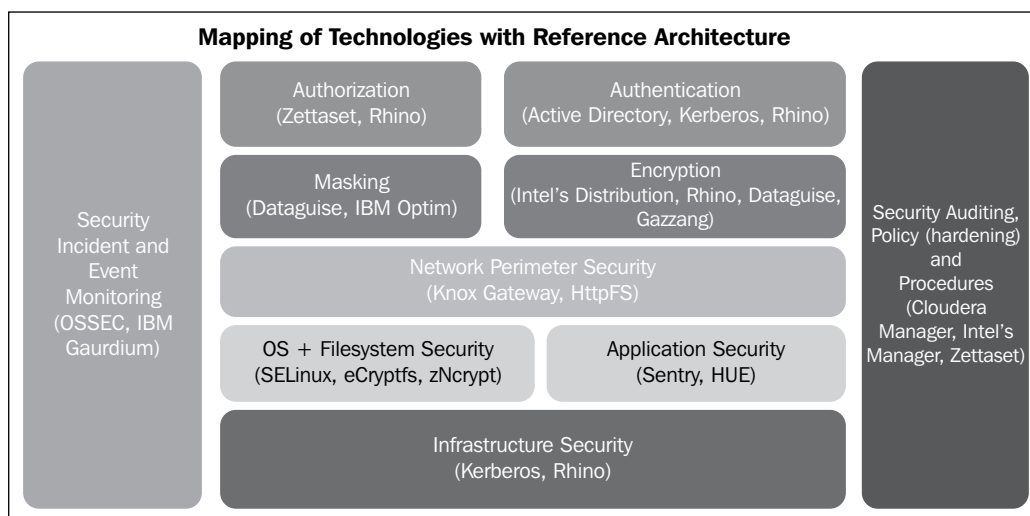 Mapping of Technologies with Reference Architecture
Security
Incident and
Event
Monitoring
(OSSEC, IBM
Gaurdium)
Authorization
(Zettaset, Rhino)
Authentication
(Active Directory, Kerberos, Rhino)
Masking
(Dataguise, IBM Optim)
Encryption
(Intel's Distribution, Rhino, Dataguise,
Gazzang)
Network Perimeter Security
(Knox Gateway, HttpFS)
OS + Filesystem Security
(SELinux, eCryptfs, zNcrypt)
Application Security
(Sentry, HUE)
Infrastructure Security
(Kerberos, Rhino)
Security Auditing,
Policy (hardening)
and
Procedures
(Cloudera
Manager, Intel's
Manager, Zettaset)